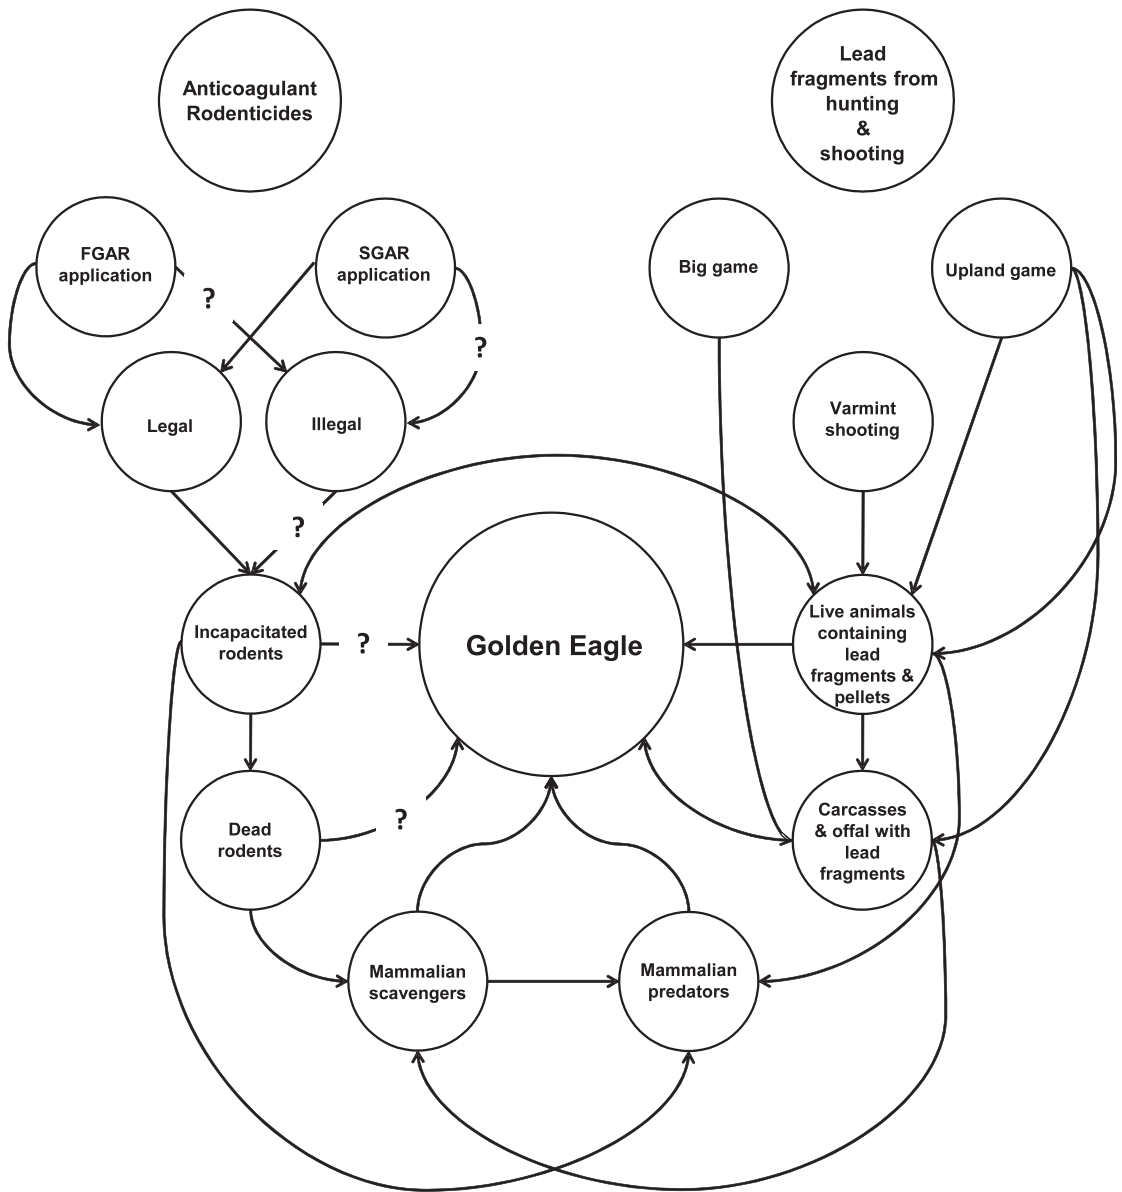 Anticoagulant
Rodenticides
Lead
fragments from
hunting
&
shooting
FGAR
application
?
SGAR
application
?
Big game
Upland game
Legal
Illegal
Varmint
shooting
?
Incapacitated
rodents
?
Golden Eagle
Live animals
containing
lead
fragments &
pellets
Dead
rodents
?
Carcasses
& offal with
lead
fragments
Mammalian
scavengers
Mammalian
predators